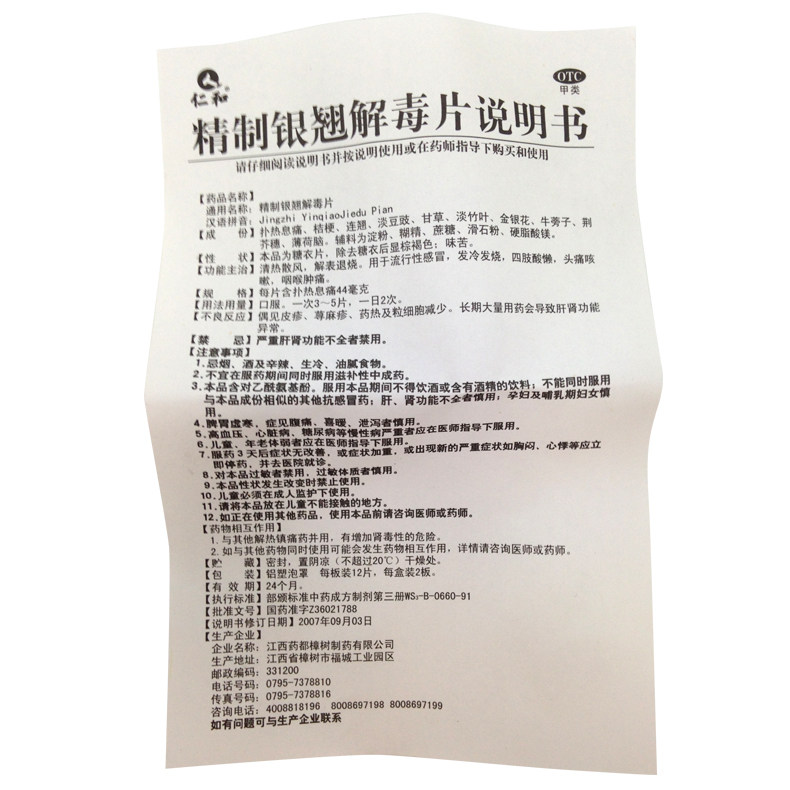 仁和
OTC
甲类
精制银翘解毒片说明书
请仔细阅读说明书并按说明使用或在药师指导下购买和使用
【药品名称】
通用名称：精制银翘解毒片
汉语拼音：Jingzhi YinqiaoJiedu Pian
【成 份】扑热息痛、桔梗、连翘、淡豆豉、甘草、淡竹叶、金银花、牛蒡子、荆
芥穗、薄荷脑。辅料为淀粉、糊精、蔗糖、滑石粉、硬脂酸镁。
【性 状】本品为糖衣片，除去糖衣后显棕褐色；味苦。
【功能主治】清热散风，解表退烧。用于流行性感冒，发冷发烧，四肢酸懒，头痛咳
嗽，咽喉肿痛。
【规 格】每片含扑热息痛44毫克
【用法用量】口服。一次3～5片，一日2次。
【不良反应】偶见皮疹、荨麻疹、药热及粒细胞减少。长期大量用药会导致肝肾功能
异常。
【禁 忌】严重肝肾功能不全者禁用。
【注意事项】
1.忌烟、酒及辛辣、生冷、油腻食物。
2.不宜在服药期间同时服用滋补性中成药。
3.本品含对乙酰氨基酚。服用本品期间不得饮酒或含有酒精的饮料；不能同时服用
与本品成份相似的其他抗感冒药；肝、肾功能不全者慎用；孕妇及哺乳期妇女慎
用。
4.脾胃虚寒、症见腹痛、喜暖、泄泻者慎用。
5.高血压、心脏病、糖尿病等慢性病严重者应在医师指导下服用。
6.儿童、年老体弱者应在医师指导下服用。
7.服药3天后症状无改善，或症状加重，或出现新的严重症状如胸闷、心悸等应立
即停药，并去医院就诊。
8.对本品过敏者禁用，过敏体质者慎用。
9.本品性状发生改变时禁止使用。
10.儿童必须在成人监护下使用。
11.请将本品放在儿童不能接触的地方。
12.如正在使用其他药品，使用本品前请咨询医师或药师。
【药物相互作用】
1.与其他解热镇痛药并用，有增加肾毒性的危险。
2.如与其他药物同时使用可能会发生药物相互作用，详情请咨询医师或药师。
【贮 藏】密封，置阴凉（不超过20℃）干燥处。
【包 装】铝塑泡罩 每板装12片，每盒装2板。
【有 效 期】24个月。
【执行标准】部颁标准中药成方制剂第三册WS₃-B-0660-91
【批准文号】国药准字Z36021788
【说明书修订日期】2007年09月03日
【生产企业】
企业名称：江西药都樟树制药有限公司
生产地址：江西省樟树市福城工业园区
邮政编码：331200
电话号码：0795-7378810
传真号码：0795-7378816
咨询电话：4008818196 8008697198 8008697199
如有问题可与生产企业联系